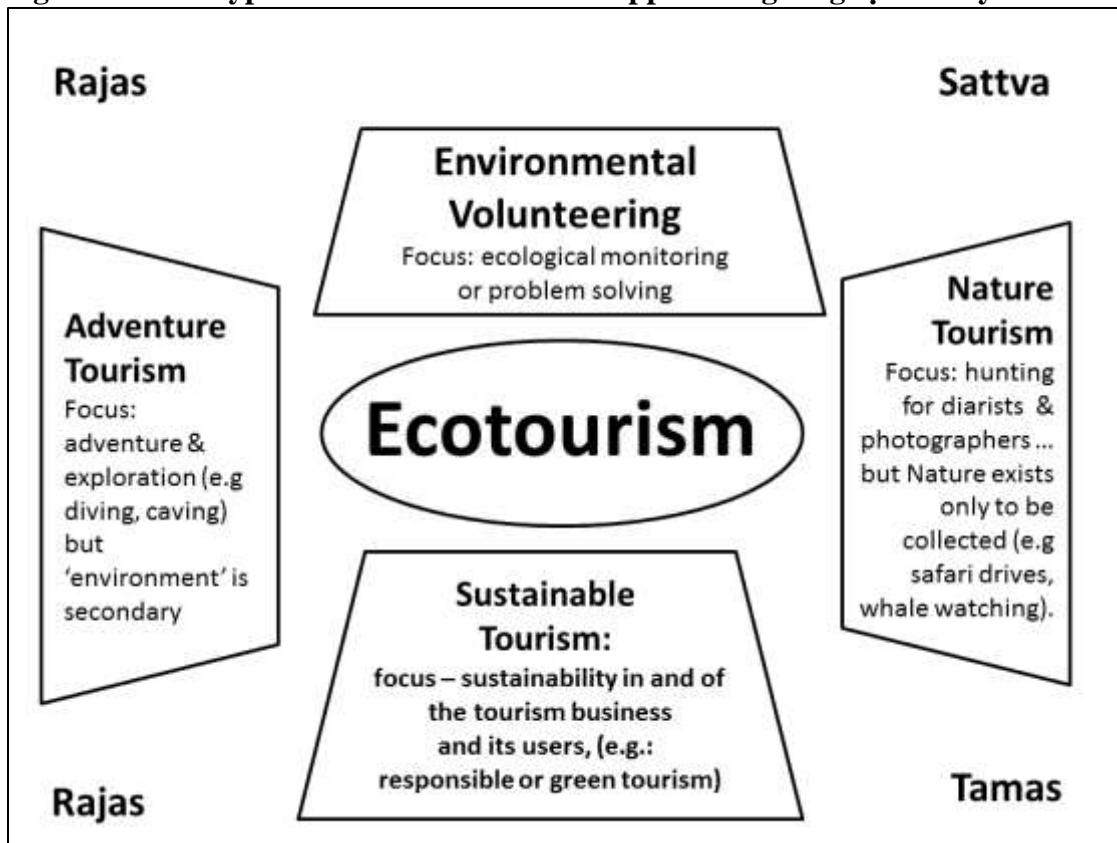 Rajas
Sattva
Environmental
Volunteering
Focus: ecological monitoring
or problem solving
Adventure
Tourism
Focus:
adventure &
exploration (e.g
diving, caving)
but
‘environment’ is
secondary
Ecotourism
Nature
Tourism
Focus: hunting
for diarists &
photographers ...
but Nature exists
only to be
collected (e.g
safari drives,
whale watching).
Sustainable
Tourism:
focus – sustainability in and of
the tourism business
and its users, (e.g.:
responsible or green tourism)
Rajas
Tamas